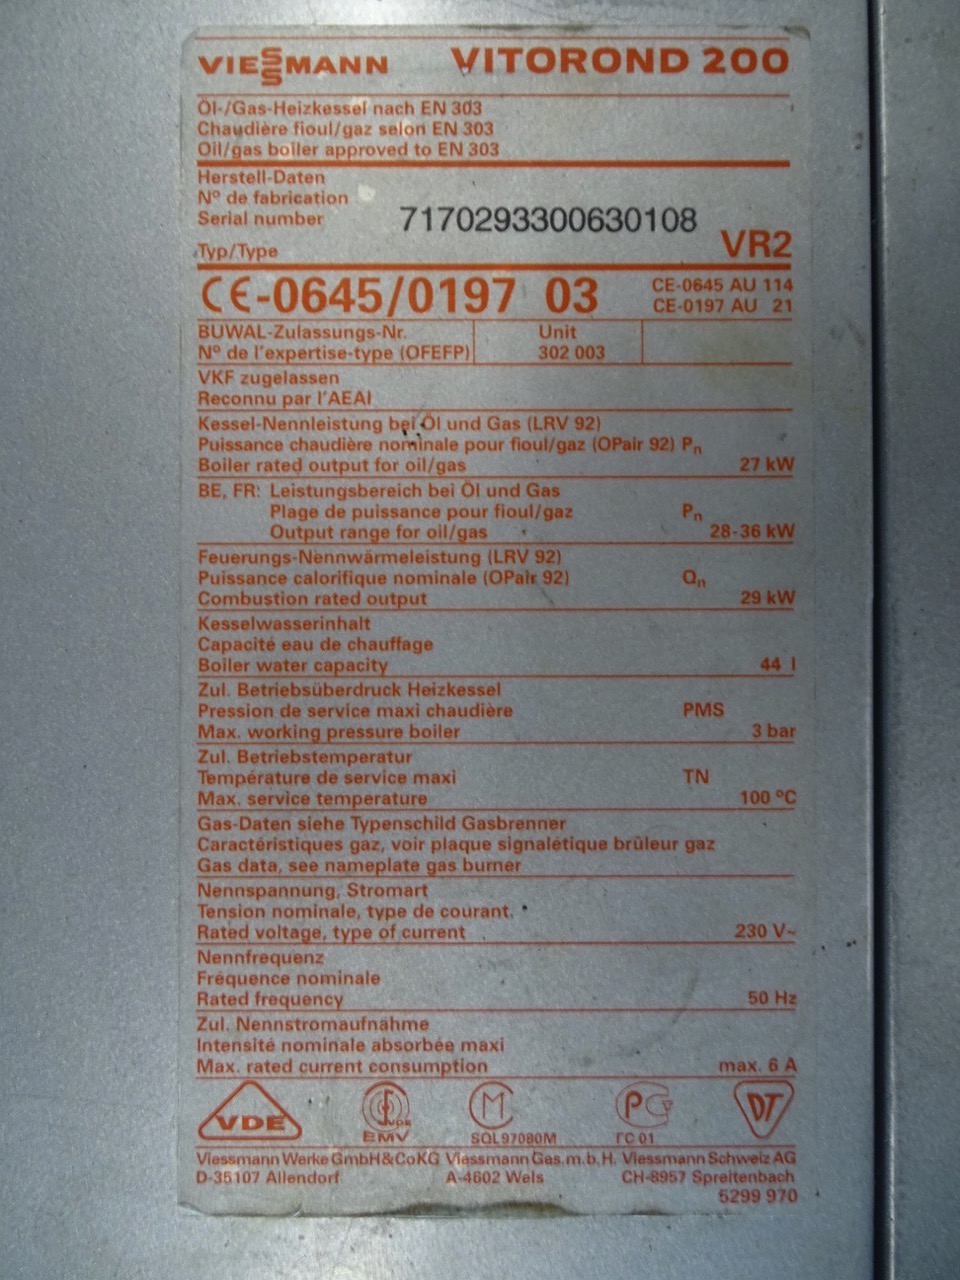 VIESSMANN VITOROND 200
Öl-/Gas-Heizkessel nach EN 303
Chaudière fioul/gaz selon EN 303
Oil/gas boiler approved to EN 303
Herstell-Daten
Nº de fabrication
Serial number 7170293300630108
Typ/Type VR2
CE-0645/0197 03 CE-0645 AU 114
CE-0197 AU 21
BUWAL-Zulassungs-Nr. Unit
Nº de l'expertise-type (OFEFP) 302 003
VKF zugelassen
Reconnu par l'AEAI
Kessel-Nennleistung bei Öl und Gas (LRV 92)
Puissance chaudière nominale pour fioul/gaz (OPair 92) Pn
Boiler rated output for oil/gas 27 kW
BE, FR: Leistungsbereich bei Öl und Gas
Plage de puissance pour fioul/gaz Pn
Output range for oil/gas 28-36 kW
Feuerungs-Nennwärmeleistung (LRV 92)
Puissance calorifique nominale (OPair 92) Qn
Combustion rated output 29 kW
Kesselwasserinhalt
Capacité eau de chauffage
Boiler water capacity 44 l
Zul. Betriebsüberdruck Heizkessel
Pression de service maxi chaudière PMS
Max. working pressure boiler 3 bar
Zul. Betriebstemperatur
Température de service maxi TN
Max. service temperature 100 ºC
Gas-Daten siehe Typenschild Gasbrenner
Caractéristiques gaz, voir plaque signalétique brûleur gaz
Gas data, see nameplate gas burner
Nennspannung, Stromart
Tension nominale, type de courant.
Rated voltage, type of current 230 V~
Nennfrequenz
Fréquence nominale
Rated frequency 50 Hz
Zul. Nennstromaufnahme
Intensité nominale absorbée maxi
Max. rated current consumption max. 6 A
VDE VDE M PG DT
EMV SQL97080M ГС 01
Viessmann Werke GmbH&CoKG Viessmann Ges.m.b.H. Viessmann Schweiz AG
D-35107 Allendorf A-4602 Wels CH-8957 Spreitenbach
5299 970